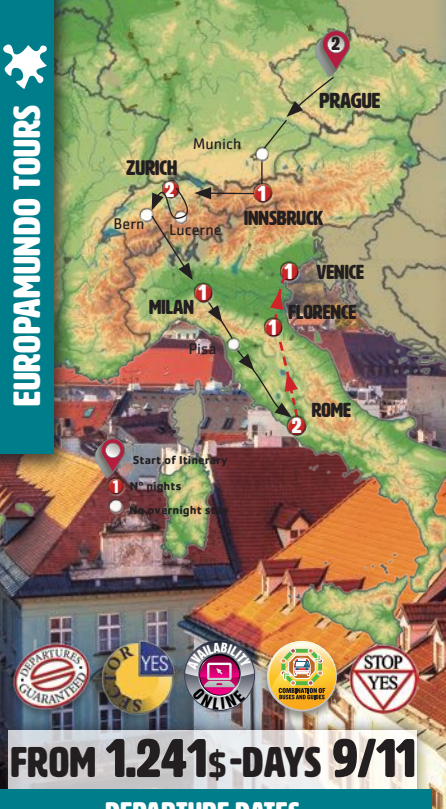 EUROPAMUNDO TOURS
2
PRAGUE
Munich
ZURICH
2
1
INNSBRUCK
Bern
Lucerne
1
VENICE
MILAN
1
FLORENCE
1
Pisa
ROME
2
Start of Itinerary
1 Nº nights
No overnight
DEPARTURES GUARANTEED
SECTOR YES
AVAILABILITY ONLINE
COMBINATION OF
BUSES AND GUIDES
STOP
YES
FROM 1.241$-DAYS 9/11
DEPARTURE DATES